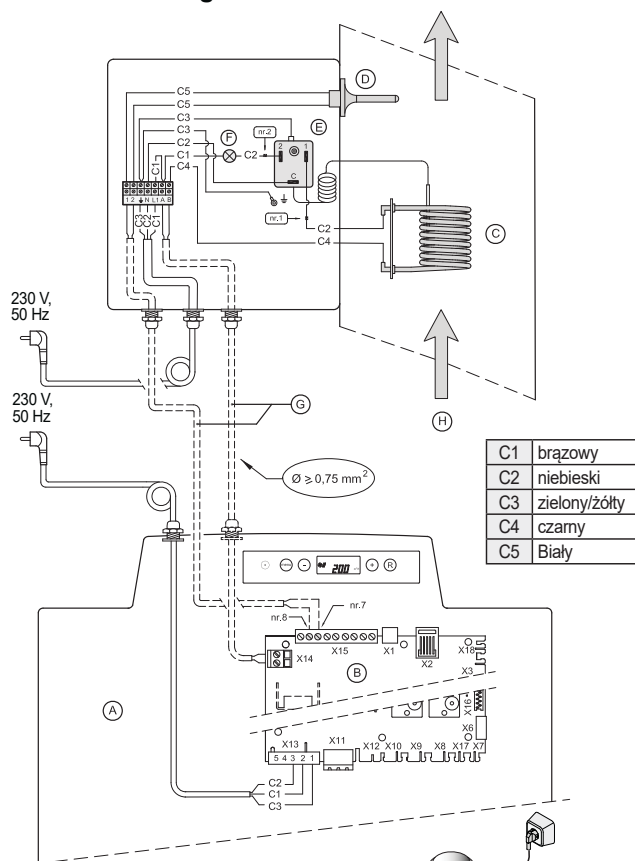 C5
C5
C3
C3
C2
C1
C4
C1
F
nr.2
C2
E
D
2
1
C
nr.1
C2
C4
C
1 2 N L1 A B
C3
C2
C1
230 V,
50 Hz
230 V,
50 Hz
G
H
Ø ≥ 0,75 mm²
C1 brązowy
C2 niebieski
C3 zielony/żółty
C4 czarny
C5 Biały
200
R
nr.8
nr.7
X14
X15
X1
X2
X18
X3
X16
X6
B
A
X13
X11
X12 X10 X9 X8 X17 X7
5 4 3 2 1
C2
C1
C3